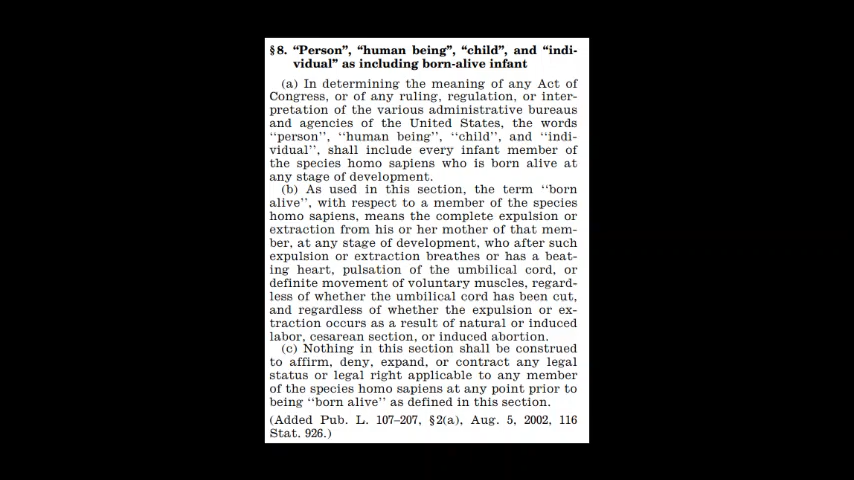 §8. “Person”, “human being”, “child”, and “indi-
vidual” as including born-alive infant
(a) In determining the meaning of any Act of
Congress, or of any ruling, regulation, or inter-
pretation of the various administrative bureaus
and agencies of the United States, the words
‘‘person’’, ‘‘human being’’, ‘‘child’’, and ‘‘indi-
vidual’’, shall include every infant member of
the species homo sapiens who is born alive at
any stage of development.
(b) As used in this section, the term ‘‘born
alive’’, with respect to a member of the species
homo sapiens, means the complete expulsion or
extraction from his or her mother of that mem-
ber, at any stage of development, who after such
expulsion or extraction breathes or has a beat-
ing heart, pulsation of the umbilical cord, or
definite movement of voluntary muscles, regard-
less of whether the umbilical cord has been cut,
and regardless of whether the expulsion or ex-
traction occurs as a result of natural or induced
labor, cesarean section, or induced abortion.
(c) Nothing in this section shall be construed
to affirm, deny, expand, or contract any legal
status or legal right applicable to any member
of the species homo sapiens at any point prior to
being ‘‘born alive’’ as defined in this section.
(Added Pub. L. 107–207, §2(a), Aug. 5, 2002, 116
Stat. 926.)